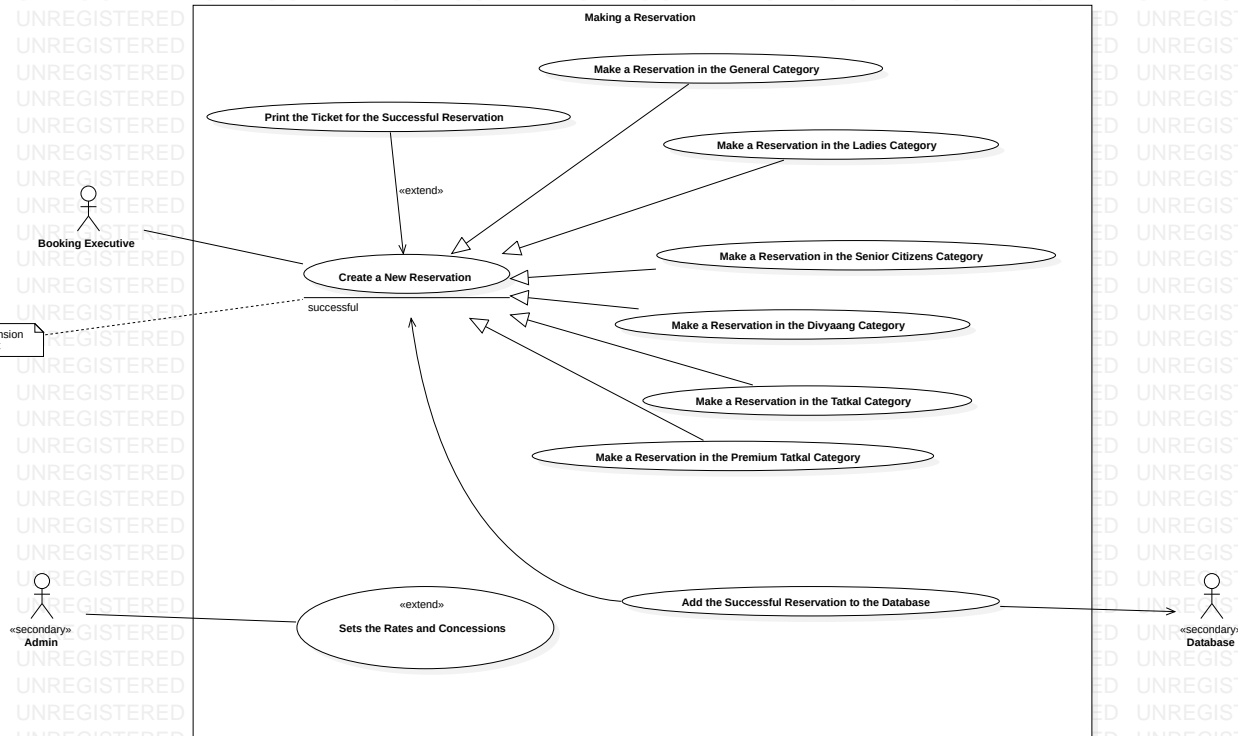 Making a Reservation
Make a Reservation in the General Category
Print the Ticket for the Successful Reservation
Make a Reservation in the Ladies Category
«extend»
Booking Executive
Make a Reservation in the Senior Citizens Category
Create a New Reservation
successful
Make a Reservation in the Divyaang Category
Make a Reservation in the Tatkal Category
Make a Reservation in the Premium Tatkal Category
«extend»
Sets the Rates and Concessions
Add the Successful Reservation to the Database
«secondary»
Admin
«secondary»
Database
UNREGISTERED